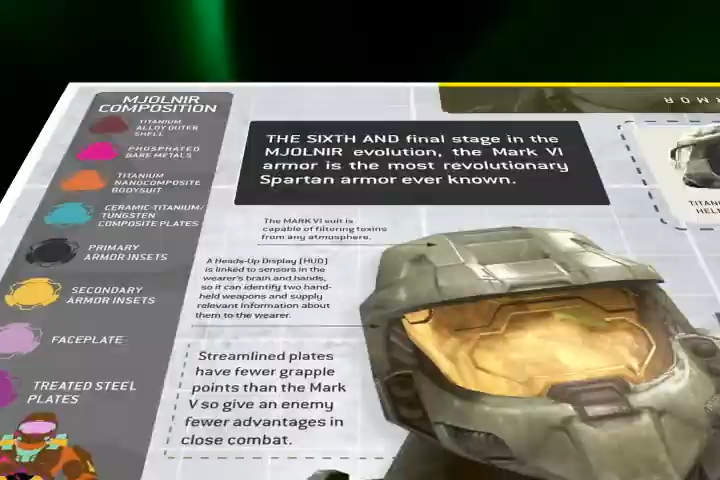 MJOLNIR
COMPOSITION
TITANIUM
ALLOY OUTER
SHELL
PHOSPHATED
BARE METALS
TITANIUM
NANOCOMPOSITE
BODYSUIT
CERAMIC-TITANIUM/
TUNGSTEN
COMPOSITE PLATES
PRIMARY
ARMOR INSETS
SECONDARY
ARMOR INSETS
FACEPLATE
TREATED STEEL
PLATES
THE SIXTH AND final stage in the
MJOLNIR evolution, the Mark VI
armor is the most revolutionary
Spartan armor ever known.
The MARK VI suit is
capable of filtering toxins
from any atmosphere.
A Heads-Up Display (HUD)
is linked to sensors in the
wearer's brain and hands,
so it can identify two hand-
held weapons and supply
relevant information about
them to the wearer.
Streamlined plates
have fewer grapple
points than the Mark
V so give an enemy
fewer advantages in
close combat.